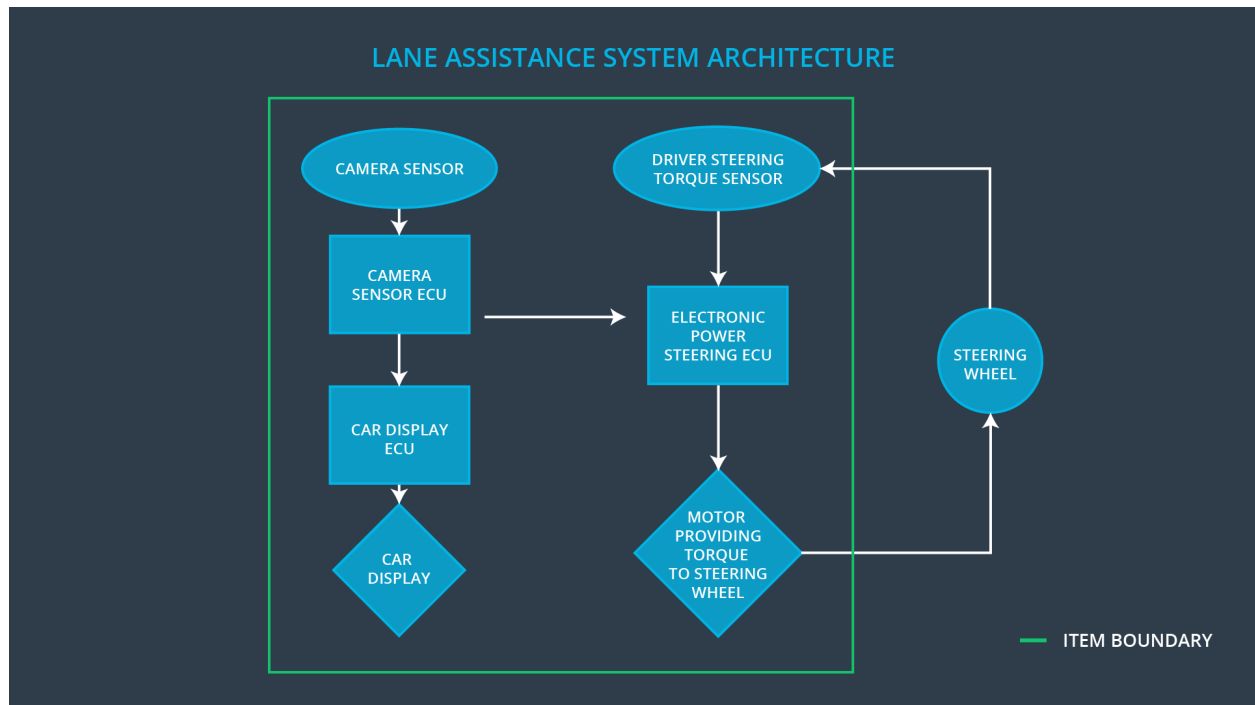 LANE ASSISTANCE SYSTEM ARCHITECTURE
CAMERA SENSOR
CAMERA
SENSOR ECU
CAR DISPLAY
ECU
CAR
DISPLAY
DRIVER STEERING
TORQUE SENSOR
ELECTRONIC
POWER
STEERING ECU
MOTOR
PROVIDING
TORQUE
TO STEERING
WHEEL
STEERING
WHEEL
ITEM BOUNDARY